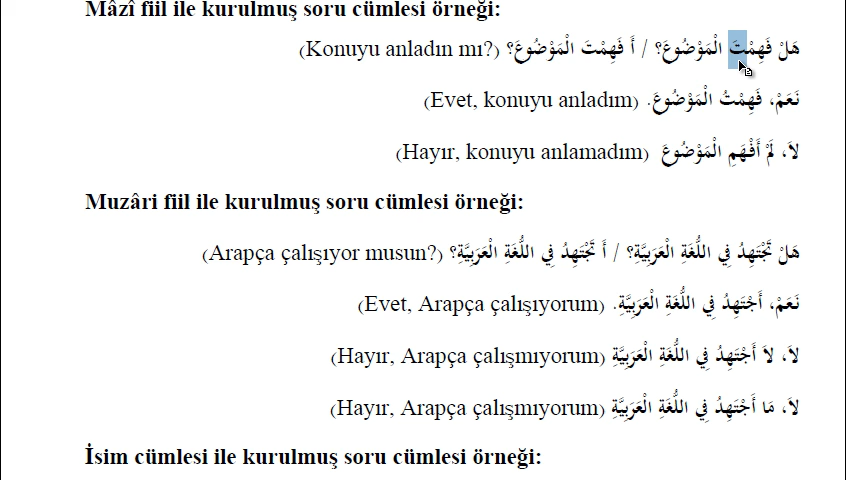 Mâzî fiil ile kurulmuş soru cümlesi örneği:
هَلْ فَهِمْتَ الْمَوْضُوعَ؟ / أَ فَهِمْتَ الْمَوْضُوعَ؟ (Konuyu anladın mı?)
نَعَمْ، فَهِمْتُ الْمَوْضُوعَ. (Evet, konuyu anladım)
لاَ، لَمْ أَفْهَمِ الْمَوْضُوعَ (Hayır, konuyu anlamadım)
Muzâri fiil ile kurulmuş soru cümlesi örneği:
هَلْ تَجْتَهِدُ فِي اللُّغَةِ الْعَرَبِيَّةِ؟ / أَ تَجْتَهِدُ فِي اللُّغَةِ الْعَرَبِيَّةِ؟ (Arapça çalışıyor musun?)
نَعَمْ، أَجْتَهِدُ فِي اللُّغَةِ الْعَرَبِيَّةِ. (Evet, Arapça çalışıyorum)
لاَ، لاَ أَجْتَهِدُ فِي اللُّغَةِ الْعَرَبِيَّةِ (Hayır, Arapça çalışmıyorum)
لاَ، مَا أَجْتَهِدُ فِي اللُّغَةِ الْعَرَبِيَّةِ (Hayır, Arapça çalışmıyorum)
İsim cümlesi ile kurulmuş soru cümlesi örneği: